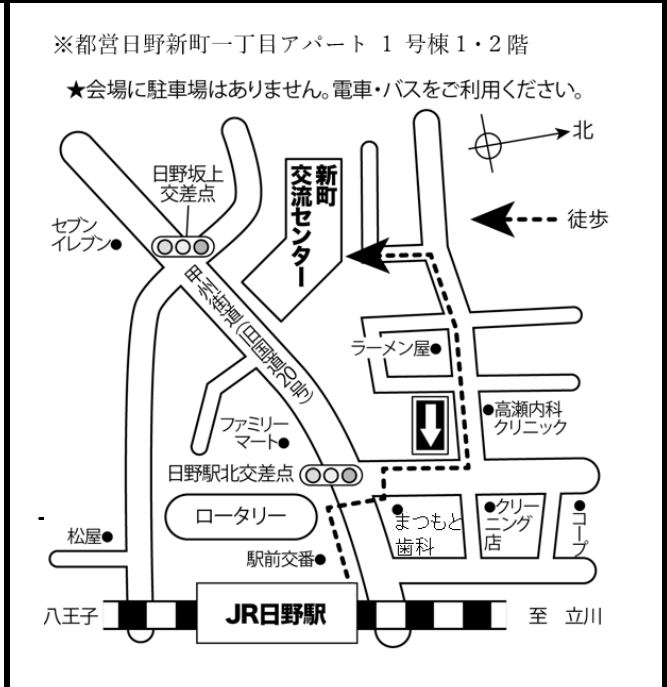 ※都営日野新町一丁目アパート 1 号棟1・2階
★会場に駐車場はありません。電車・バスをご利用ください。
北
日野坂上
交差点
新町
交流センター
徒歩
セブン
イレブン
甲州街道(旧国道20号)
ラーメン屋
高瀬内科
クリニック
ファミリー
マート
日野駅北交差点
ロータリー
まつもと
歯科
クリー
ニング
店
コープ
松屋
駅前交番
八王子
JR日野駅
至 立川